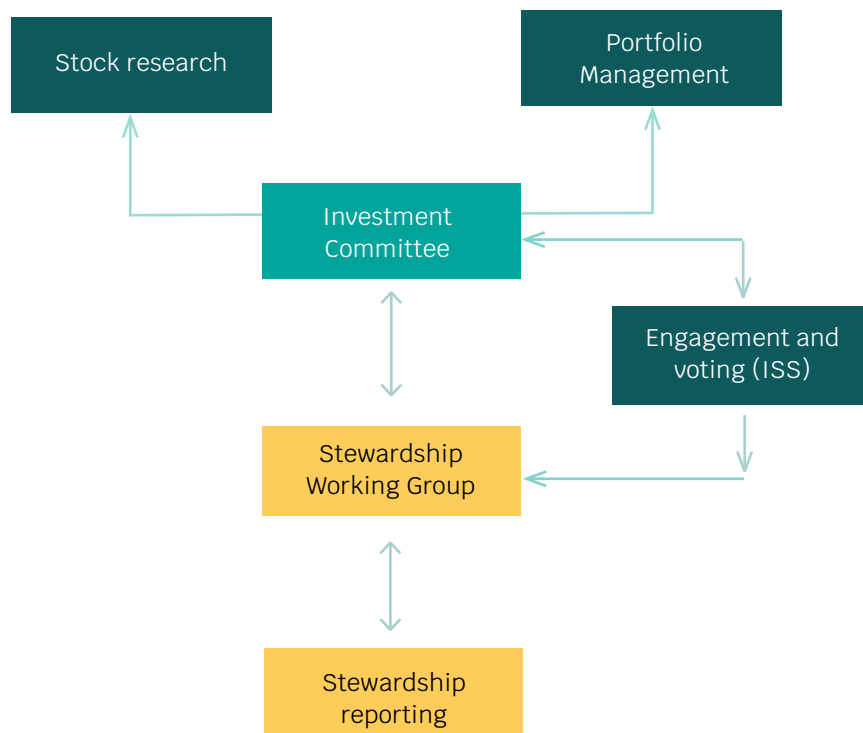 Stock research
Portfolio
Management
Investment
Committee
Engagement and
voting (ISS)
Stewardship
Working Group
Stewardship
reporting